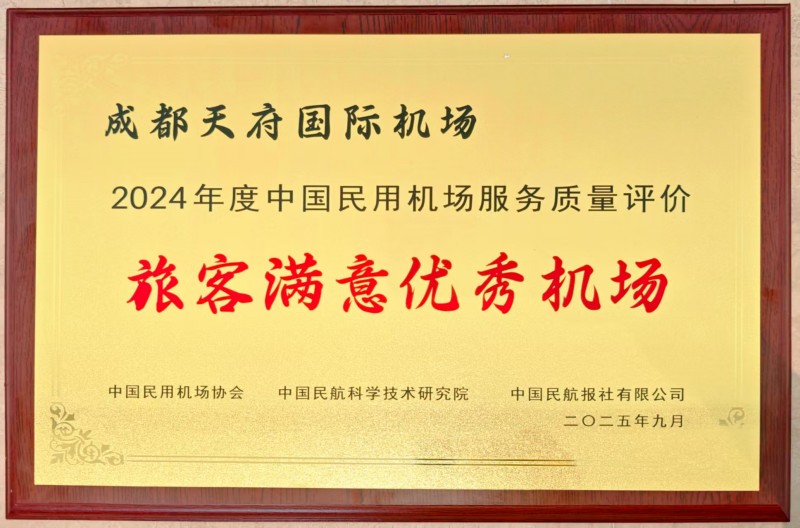 成都天府国际机场
2024年度中国民用机场服务质量评价
旅客满意优秀机场
中国民用机场协会 中国民航科学技术研究院 中国民航报社有限公司
二〇二五年九月